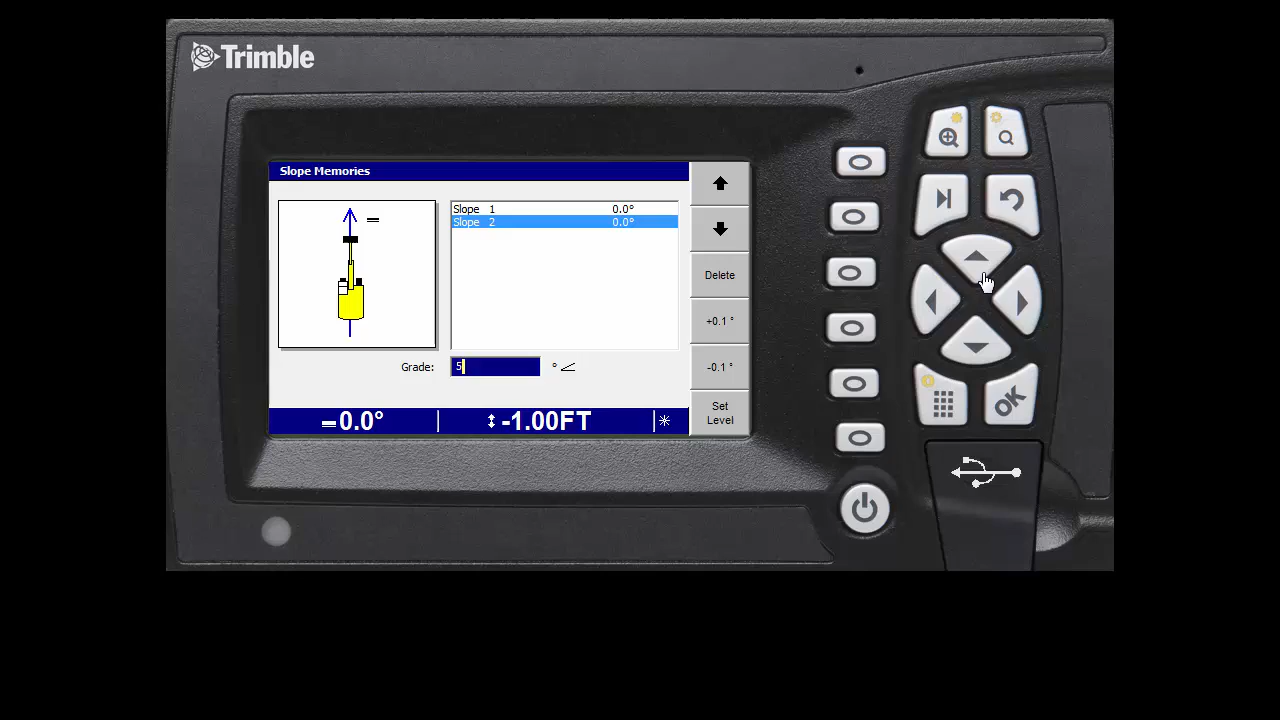 Trimble
Slope Memories
Slope 1 0.0°
Slope 2 0.0°
Delete
+0.1 °
Grade: 5 °
-0.1 °
Set
Level
0.0°
-1.00FT
OK